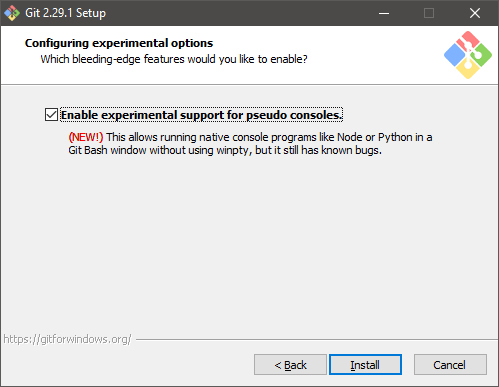 Git 2.29.1 Setup
Configuring experimental options
Which bleeding-edge features would you like to enable?
Enable experimental support for pseudo consoles.
(NEW!) This allows running native console programs like Node or Python in a
Git Bash window without using winpty, but it still has known bugs.
https://gitforwindows.org/
< Back
Install
Cancel